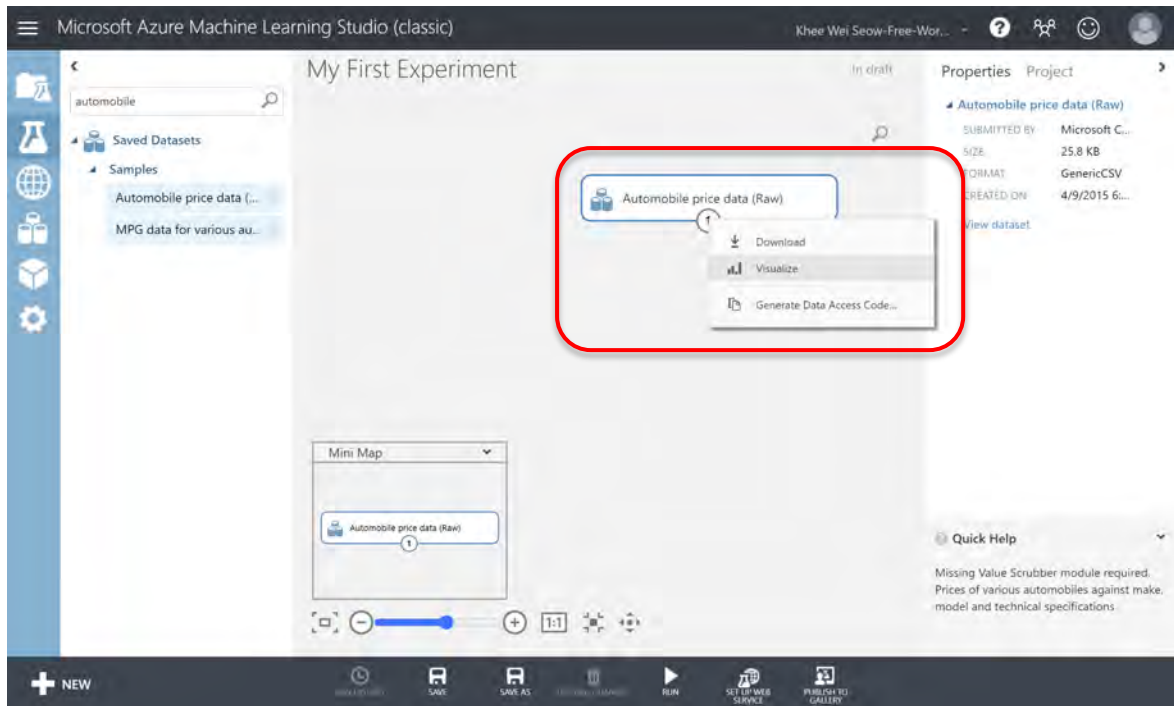 Microsoft Azure Machine Learning Studio (classic)
Khee Wei Seow-Free-Wor...
?
automobile
Saved Datasets
Samples
Automobile price data (...
MPG data for various au...
My First Experiment
In draft
Automobile price data (Raw)
1
Download
Visualize
Generate Data Access Code...
Mini Map
Automobile price data (Raw)
1
1:1
Properties Project
Automobile price data (Raw)
SUBMITTED BY Microsoft C...
SIZE 25.8 KB
FORMAT GenericCSV
CREATED ON 4/9/2015 6:...
View dataset
Quick Help
Missing Value Scrubber module required.
Prices of various automobiles against make,
model and technical specifications
NEW
SAVE
SAVE AS
RUN
SET UP WEB
SERVICE
PUBLISH TO
GALLERY